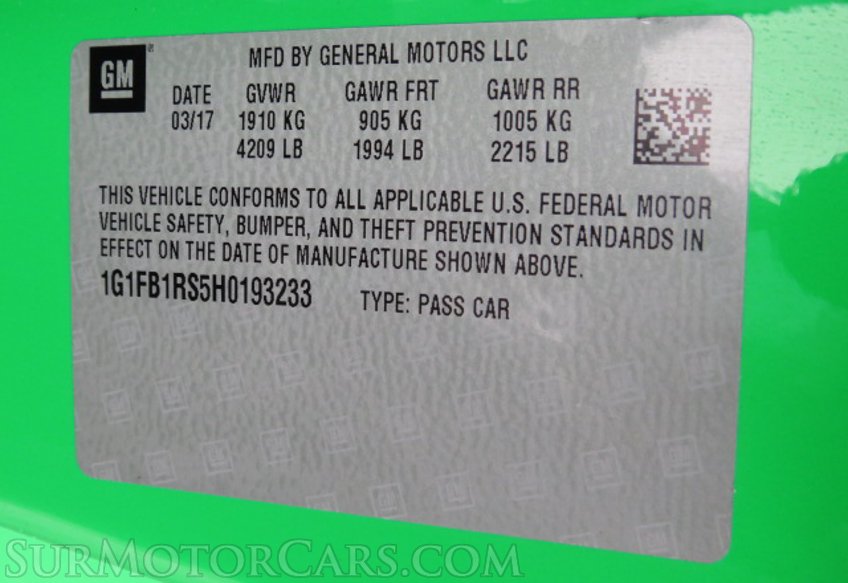 GM
MFD BY GENERAL MOTORS LLC
DATE GVWR GAWR FRT GAWR RR
03/17 1910 KG 905 KG 1005 KG
4209 LB 1994 LB 2215 LB
THIS VEHICLE CONFORMS TO ALL APPLICABLE U.S. FEDERAL MOTOR
VEHICLE SAFETY, BUMPER, AND THEFT PREVENTION STANDARDS IN
EFFECT ON THE DATE OF MANUFACTURE SHOWN ABOVE.
1G1FB1RS5H0193233 TYPE: PASS CAR
SURMOTORCARS.COM